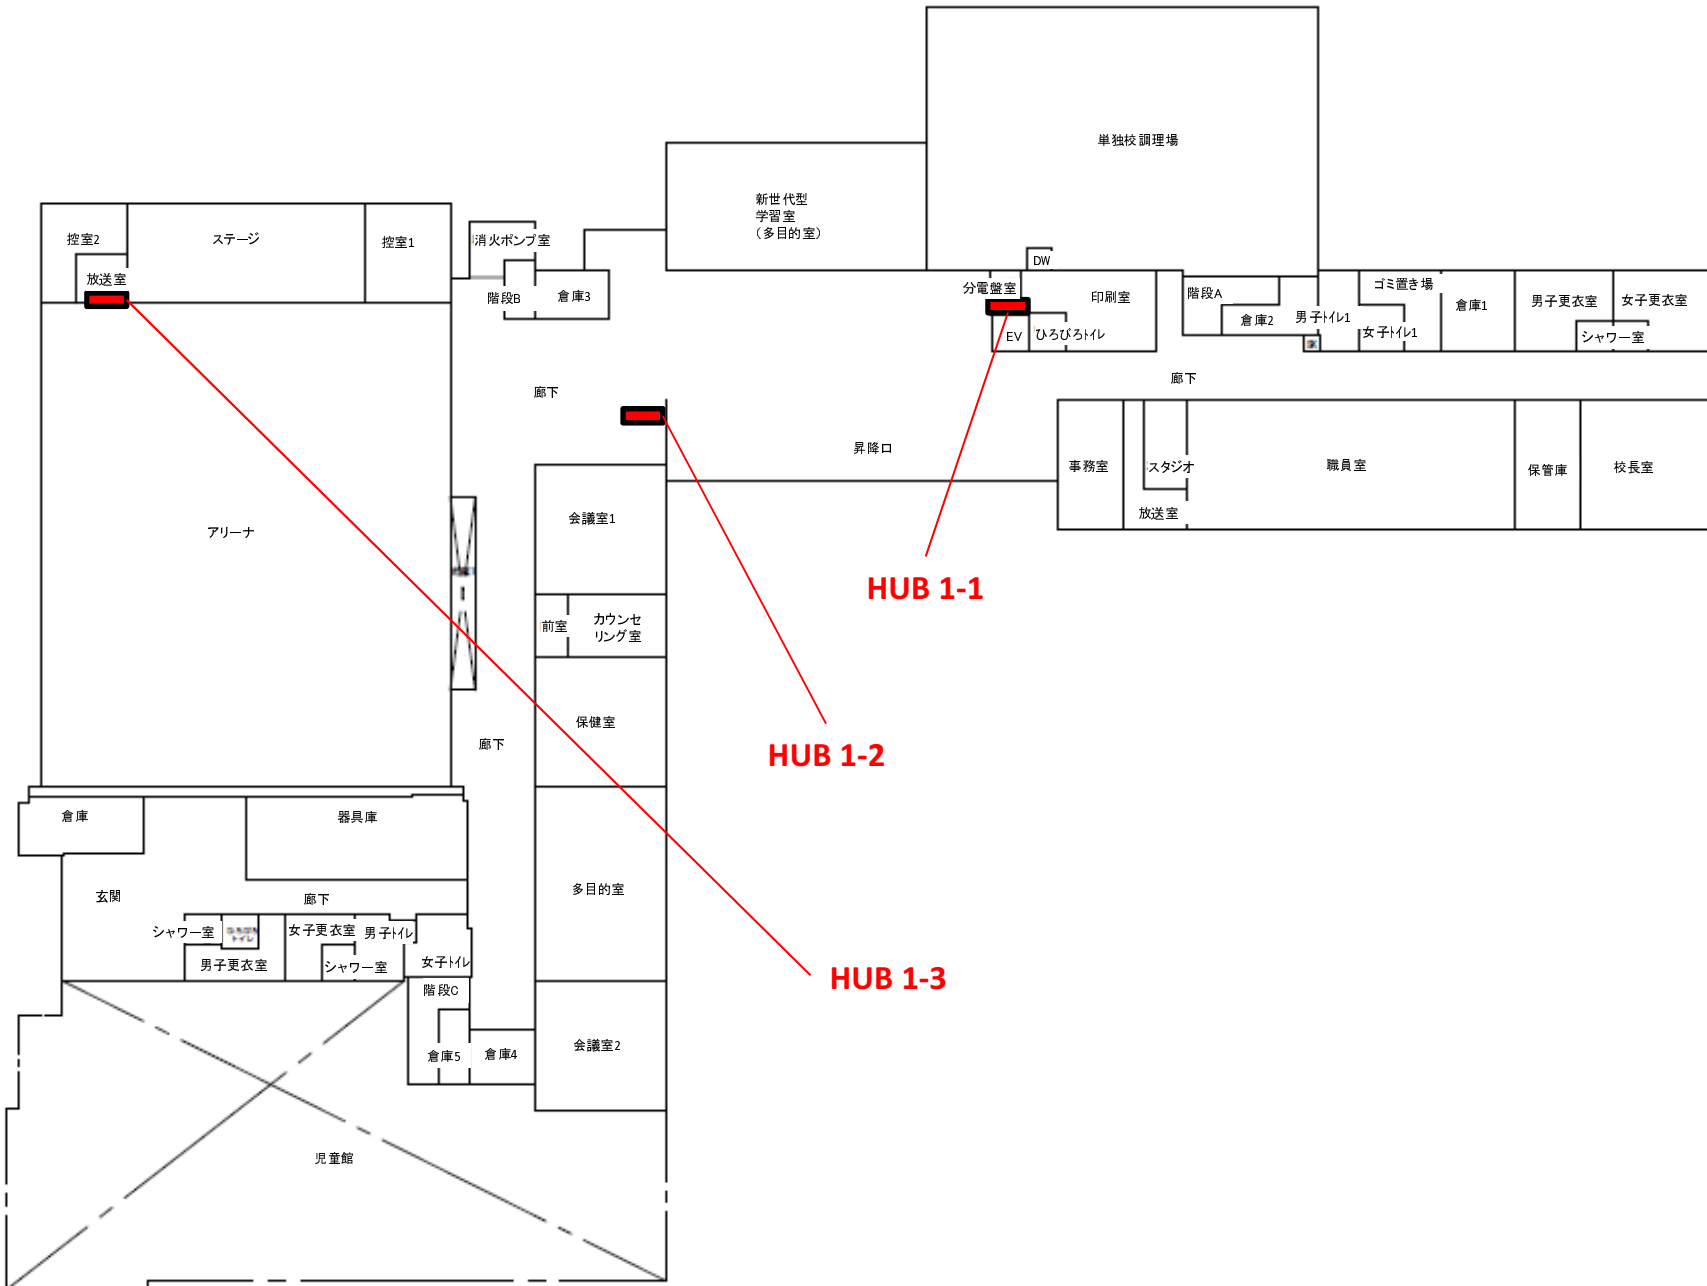 単独校調理場
新世代型
学習室
(多目的室)
控室2
ステージ
控室1
消火ポンプ室
放送室
階段B
倉庫3
DW
分電盤室
印刷室
EV
ひろびろトイレ
階段A
倉庫2
男子トイレ1
ゴミ置き場
女子トイレ1
倉庫1
男子更衣室
女子更衣室
シャワー室
廊下
廊下
昇降口
事務室
スタジオ
放送室
職員室
保管庫
校長室
アリーナ
会議室1
HUB 1-1
前室
カウンセ
リング室
保健室
廊下
HUB 1-2
倉庫
器具庫
多目的室
玄関
廊下
シャワー室
トイレ
女子更衣室
男子トイレ
男子更衣室
シャワー室
女子トイレ
HUB 1-3
階段C
倉庫5
倉庫4
会議室2
児童館